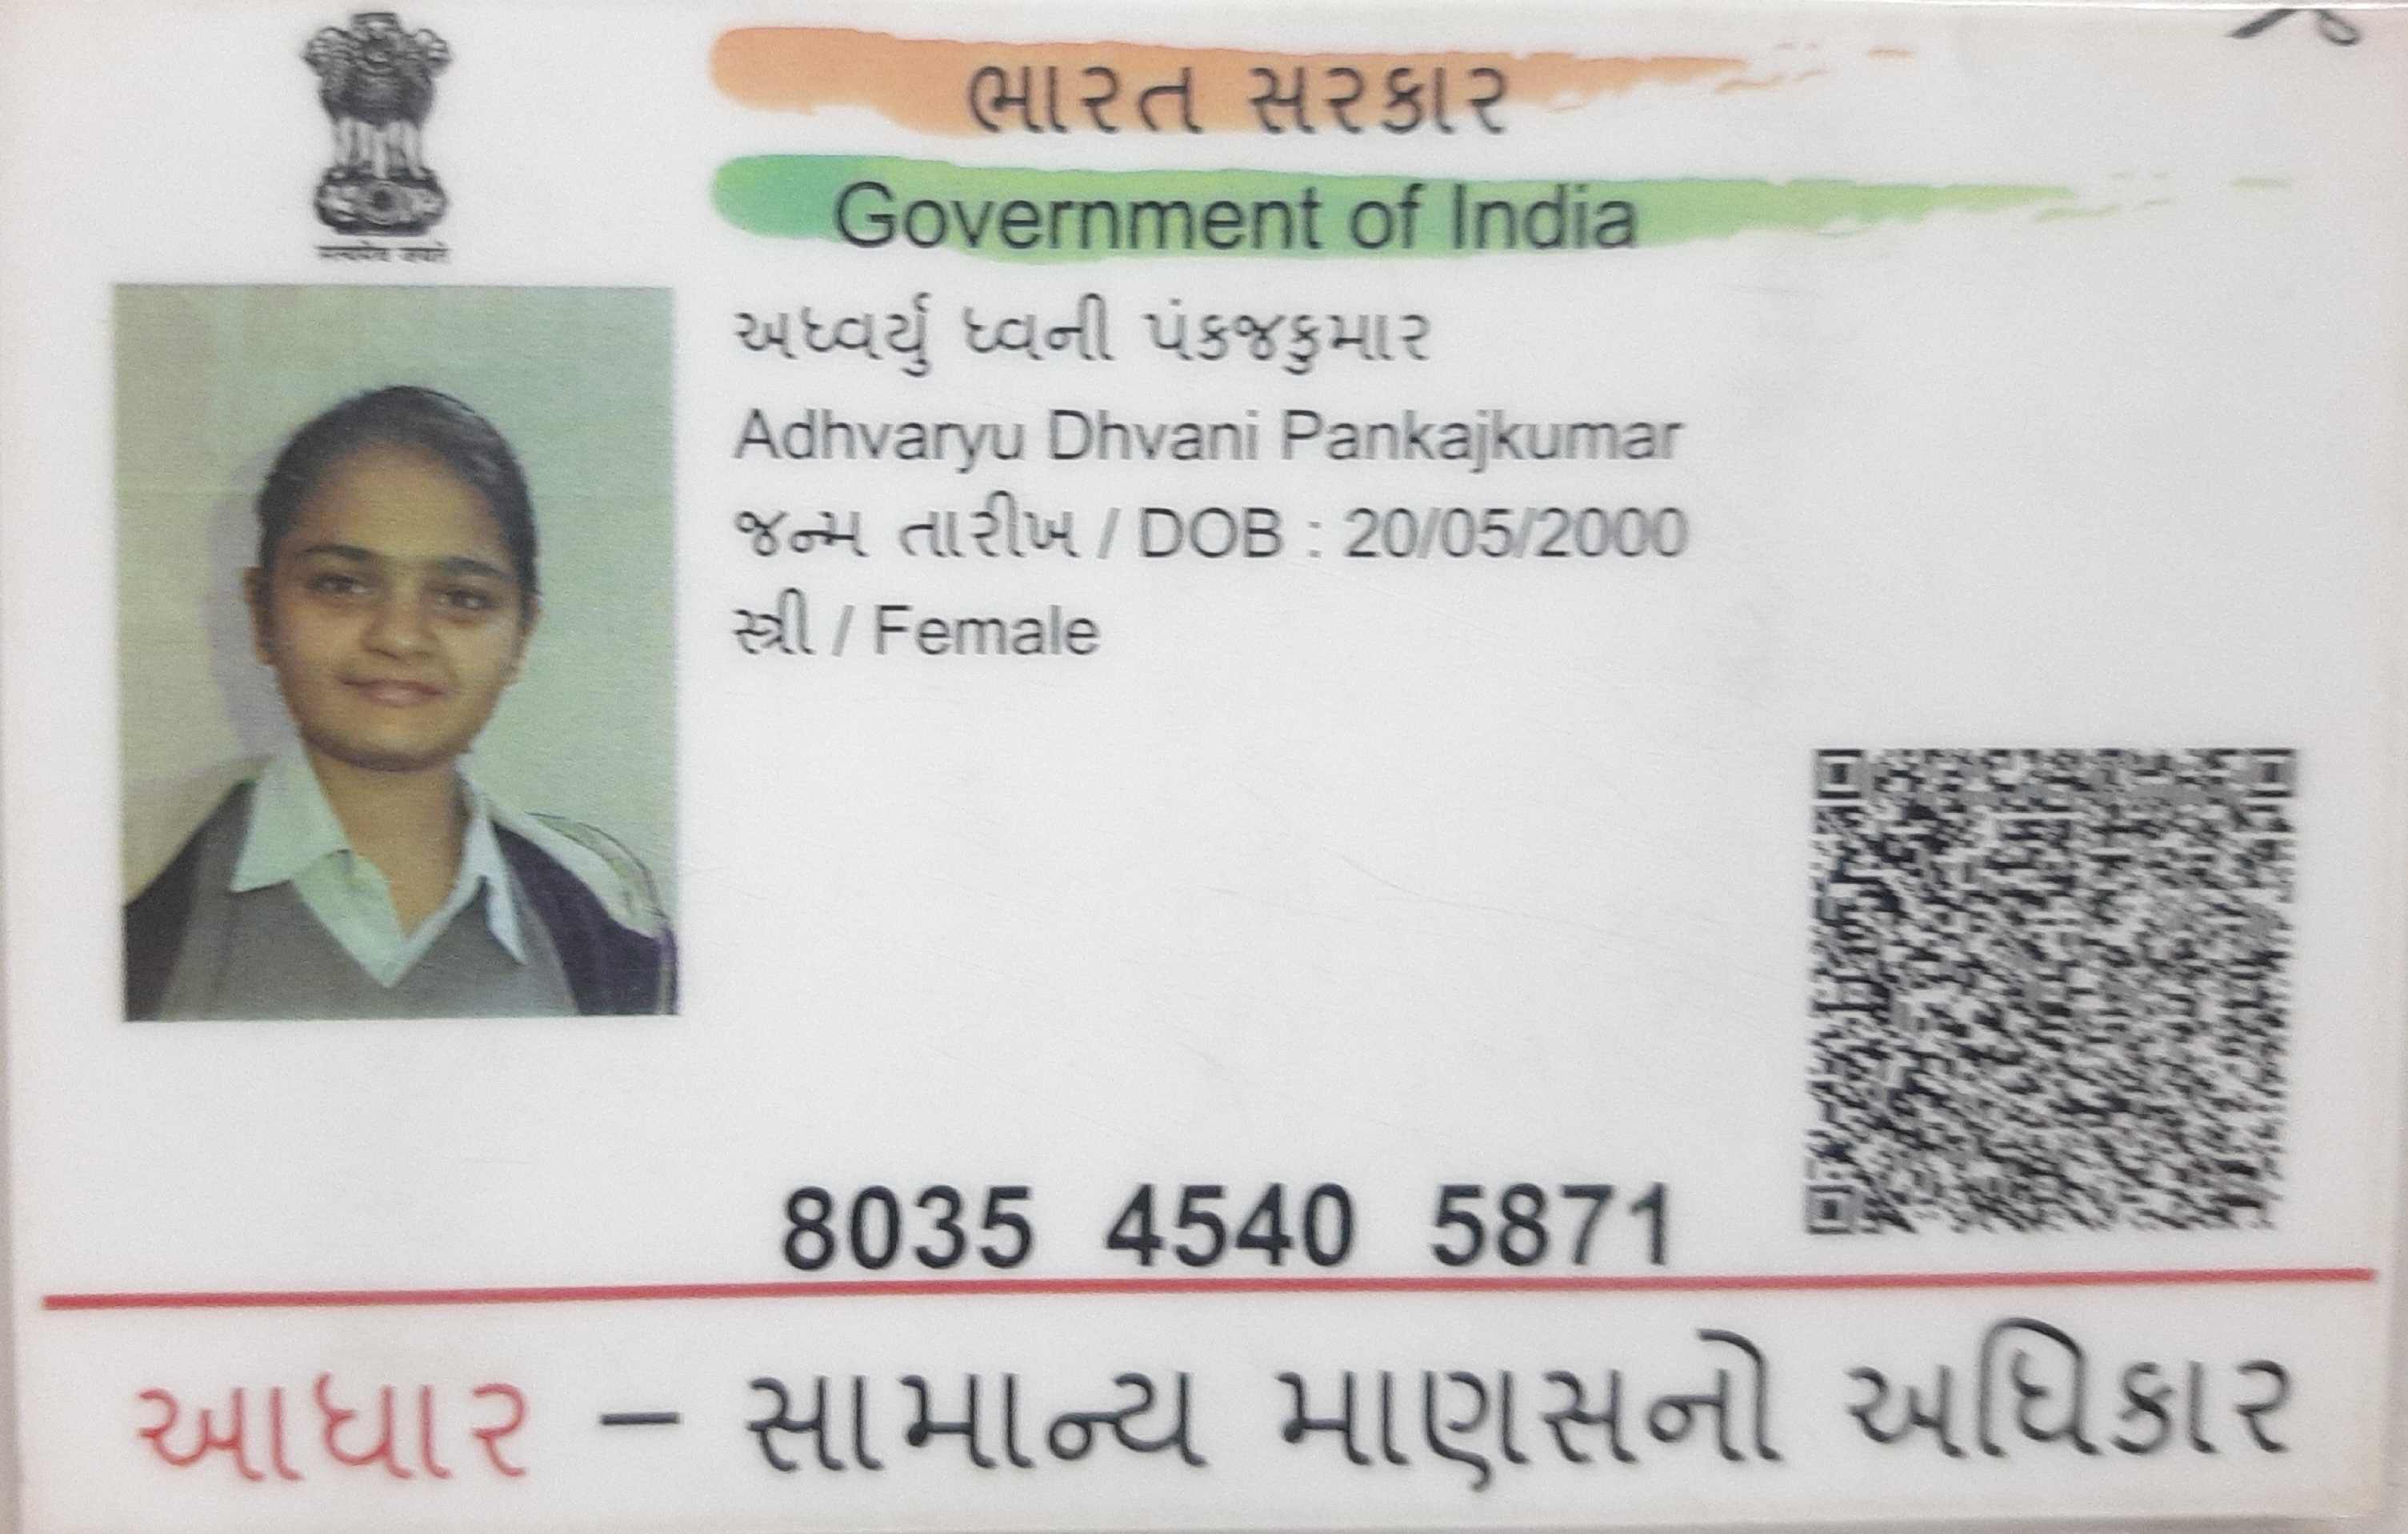 सत्यमेव जयते
ભારત સરકાર
Government of India
અધ્વર્યુ ધ્વની પંકજકુમાર
Adhvaryu Dhvani Pankajkumar
જન્મ તારીખ / DOB : 20/05/2000
સ્ત્રી / Female
8035 4540 5871
આધાર – સામાન્ય માણસનો અધિકાર